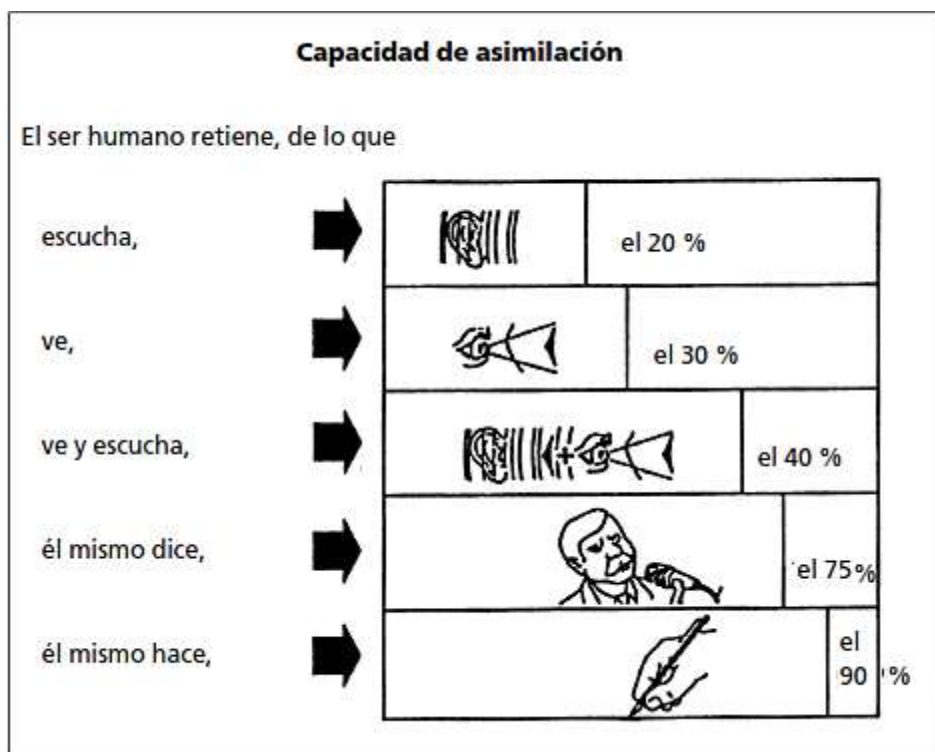 Capacidad de asimilación
El ser humano retiene, de lo que
escucha,
el 20 %
ve,
el 30 %
ve y escucha,
el 40 %
él mismo dice,
el 75%
él mismo hace,
el
90 %